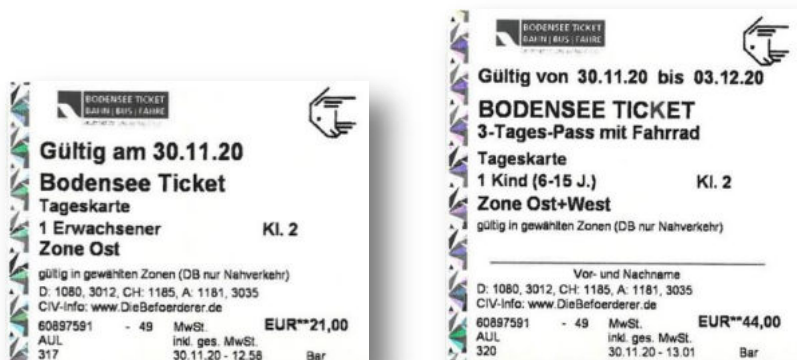 BODENSEE TICKET
BAHN | BUS | FÄHRE
Gültig am 30.11.20
Bodensee Ticket
Tageskarte
1 Erwachsener Kl. 2
Zone Ost
gültig in gewählten Zonen (DB nur Nahverkehr)
D: 1080, 3012, CH: 1185, A: 1181, 3035
CIV-Info: www.DieBefoerderer.de
60897591 - 49 MwSt. EUR**21,00
AUL inkl. ges. MwSt.
317 30.11.20 - 12.58 Bar
BODENSEE TICKET
BAHN | BUS | FÄHRE
Gültig von 30.11.20 bis 03.12.20
BODENSEE TICKET
3-Tages-Pass mit Fahrrad
Tageskarte
1 Kind (6-15 J.) Kl. 2
Zone Ost+West
gültig in gewählten Zonen (DB nur Nahverkehr)
Vor- und Nachname
D: 1080, 3012, CH: 1185, A: 1181, 3035
CIV-Info: www.DieBefoerderer.de
60897591 - 49 MwSt. EUR**44,00
AUL inkl. ges. MwSt.
320 30.11.20 - 13.01 Bar